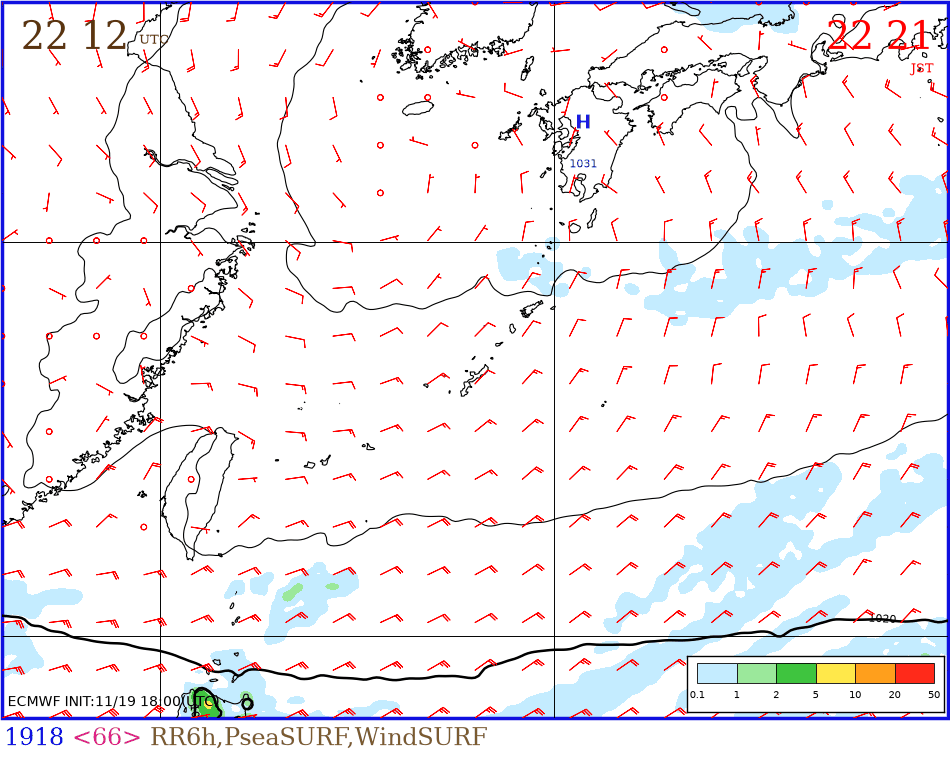 22 12 UTC
22 21
JST
H
1031
1020
0.1 1 2 5 10 20 50
ECMWF INIT:11/19 18:00(UTC)
1918 <66> RR6h,PseaSURF,WindSURF